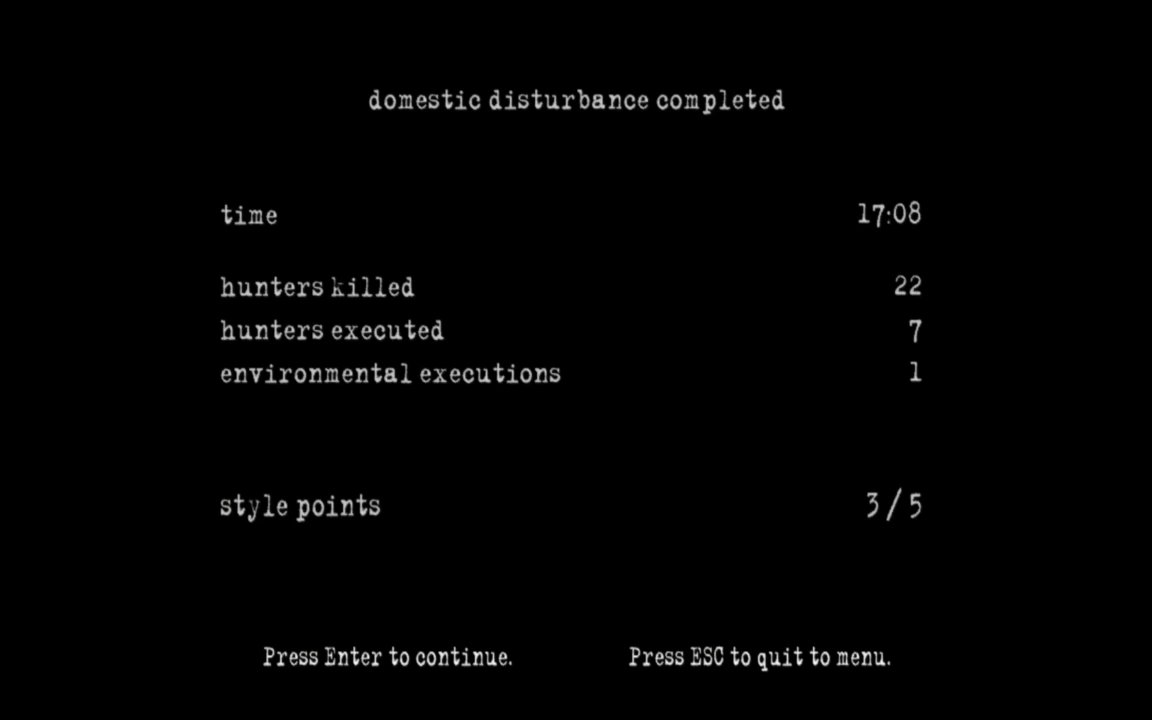 domestic disturbance completed
time 17:08
hunters killed 22
hunters executed 7
environmental executions 1
style points 3 / 5
Press Enter to continue. Press ESC to quit to menu.